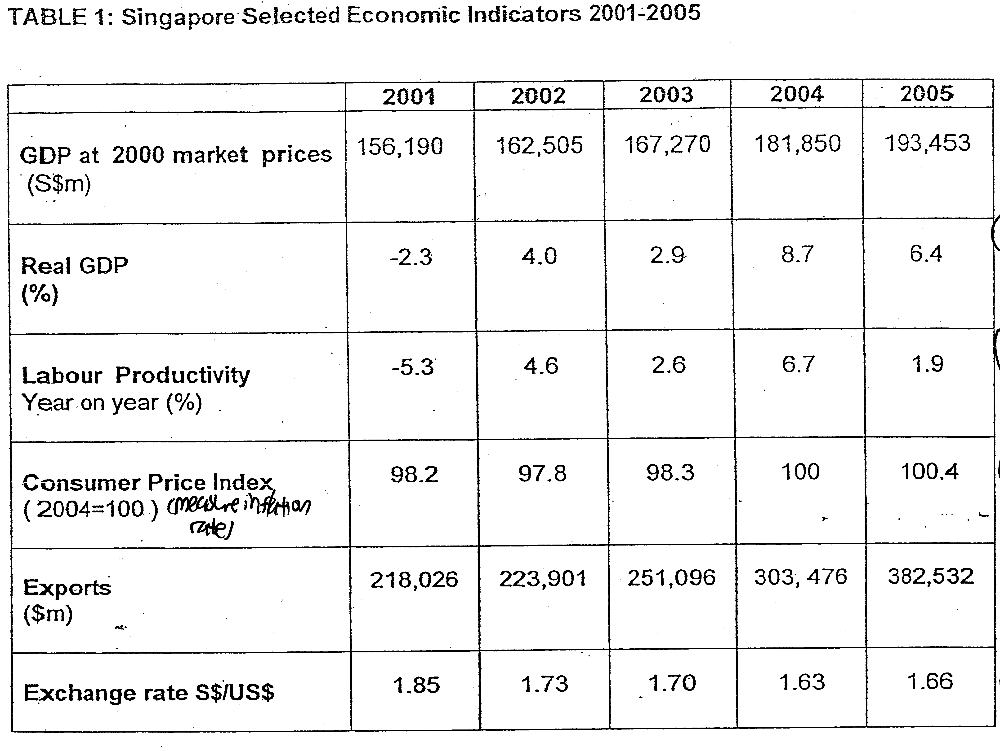 TABLE 1: Singapore Selected Economic Indicators 2001-2005
2001 2002 2003 2004 2005
GDP at 2000 market prices 156,190 162,505 167,270 181,850 193,453
(S$m)
Real GDP -2.3 4.0 2.9 8.7 6.4
(%)
Labour Productivity -5.3 4.6 2.6 6.7 1.9
Year on year (%)
Consumer Price Index 98.2 97.8 98.3 100 100.4
( 2004=100 ) (measure inflation
rate)
Exports 218,026 223,901 251,096 303, 476 382,532
($m)
Exchange rate S$/US$ 1.85 1.73 1.70 1.63 1.66